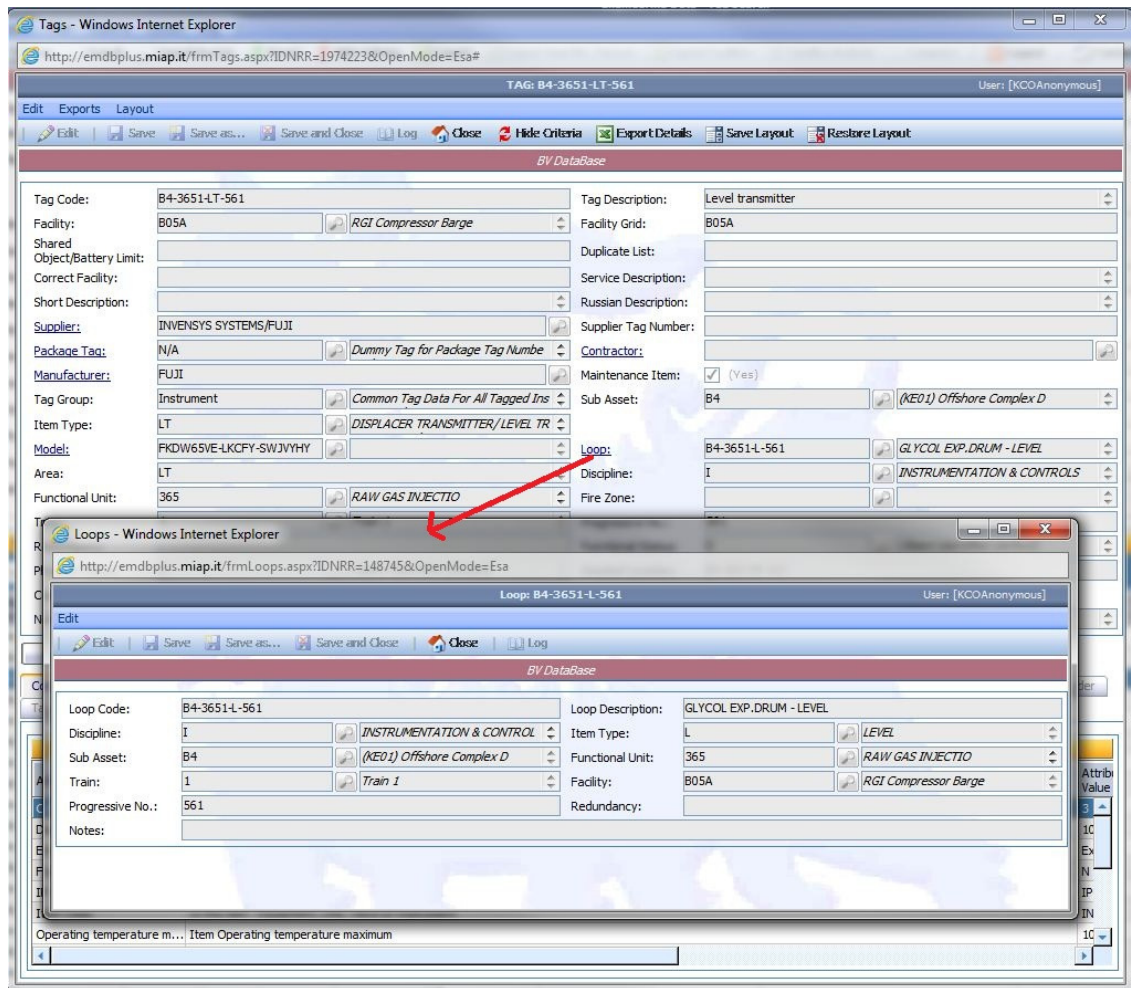 Tags - Windows Internet Explorer
http://emdbplus.miap.it/frmTags.aspx?IDNRR=1974223&OpenMode=Esa#
TAG: B4-3651-LT-561 User: [KCOAnonymous]
Edit Exports Layout
Edit Save Save as... Save and Close Log Close Hide Criteria Export Details Save Layout Restore Layout
BV DataBase
Tag Code: B4-3651-LT-561 Tag Description: Level transmitter
Facility: B05A RGI Compressor Barge Facility Grid: B05A
Shared
Object/Battery Limit: Duplicate List:
Correct Facility: Service Description:
Short Description: Russian Description:
Supplier: INVENSYS SYSTEMS/FUJI Supplier Tag Number:
Package Tag: N/A Dummy Tag for Package Tag Numbe Contractor:
Manufacturer: FUJI Maintenance Item: (Yes)
Tag Group: Instrument Common Tag Data For All Tagged Ins Sub Asset: B4 (KE01) Offshore Complex D
Item Type: LT DISPLACER TRANSMITTER/LEVEL TR
Model: FKDW65VE-LKCFY-SWJVYHY Loop: B4-3651-L-561 GLYCOL EXP.DRUM - LEVEL
Area: LT Discipline: I INSTRUMENTATION & CONTROLS
Functional Unit: 365 RAW GAS INJECTIO Fire Zone:
Loops - Windows Internet Explorer
http://emdbplus.miap.it/frmLoops.aspx?IDNRR=148745&OpenMode=Esa
Loop: B4-3651-L-561 User: [KCOAnonymous]
Edit
Edit Save Save as... Save and Close Close Log
BV DataBase
Loop Code: B4-3651-L-561 Loop Description: GLYCOL EXP.DRUM - LEVEL
Discipline: I INSTRUMENTATION & CONTROL Item Type: L LEVEL
Sub Asset: B4 (KE01) Offshore Complex D Functional Unit: 365 RAW GAS INJECTIO
Train: 1 Train 1 Facility: B05A RGI Compressor Barge
Progressive No.: 561 Redundancy:
Notes:
Attribu
Value
3
10
Ex
N
IP
IN
Operating temperature m... Item Operating temperature maximum 10